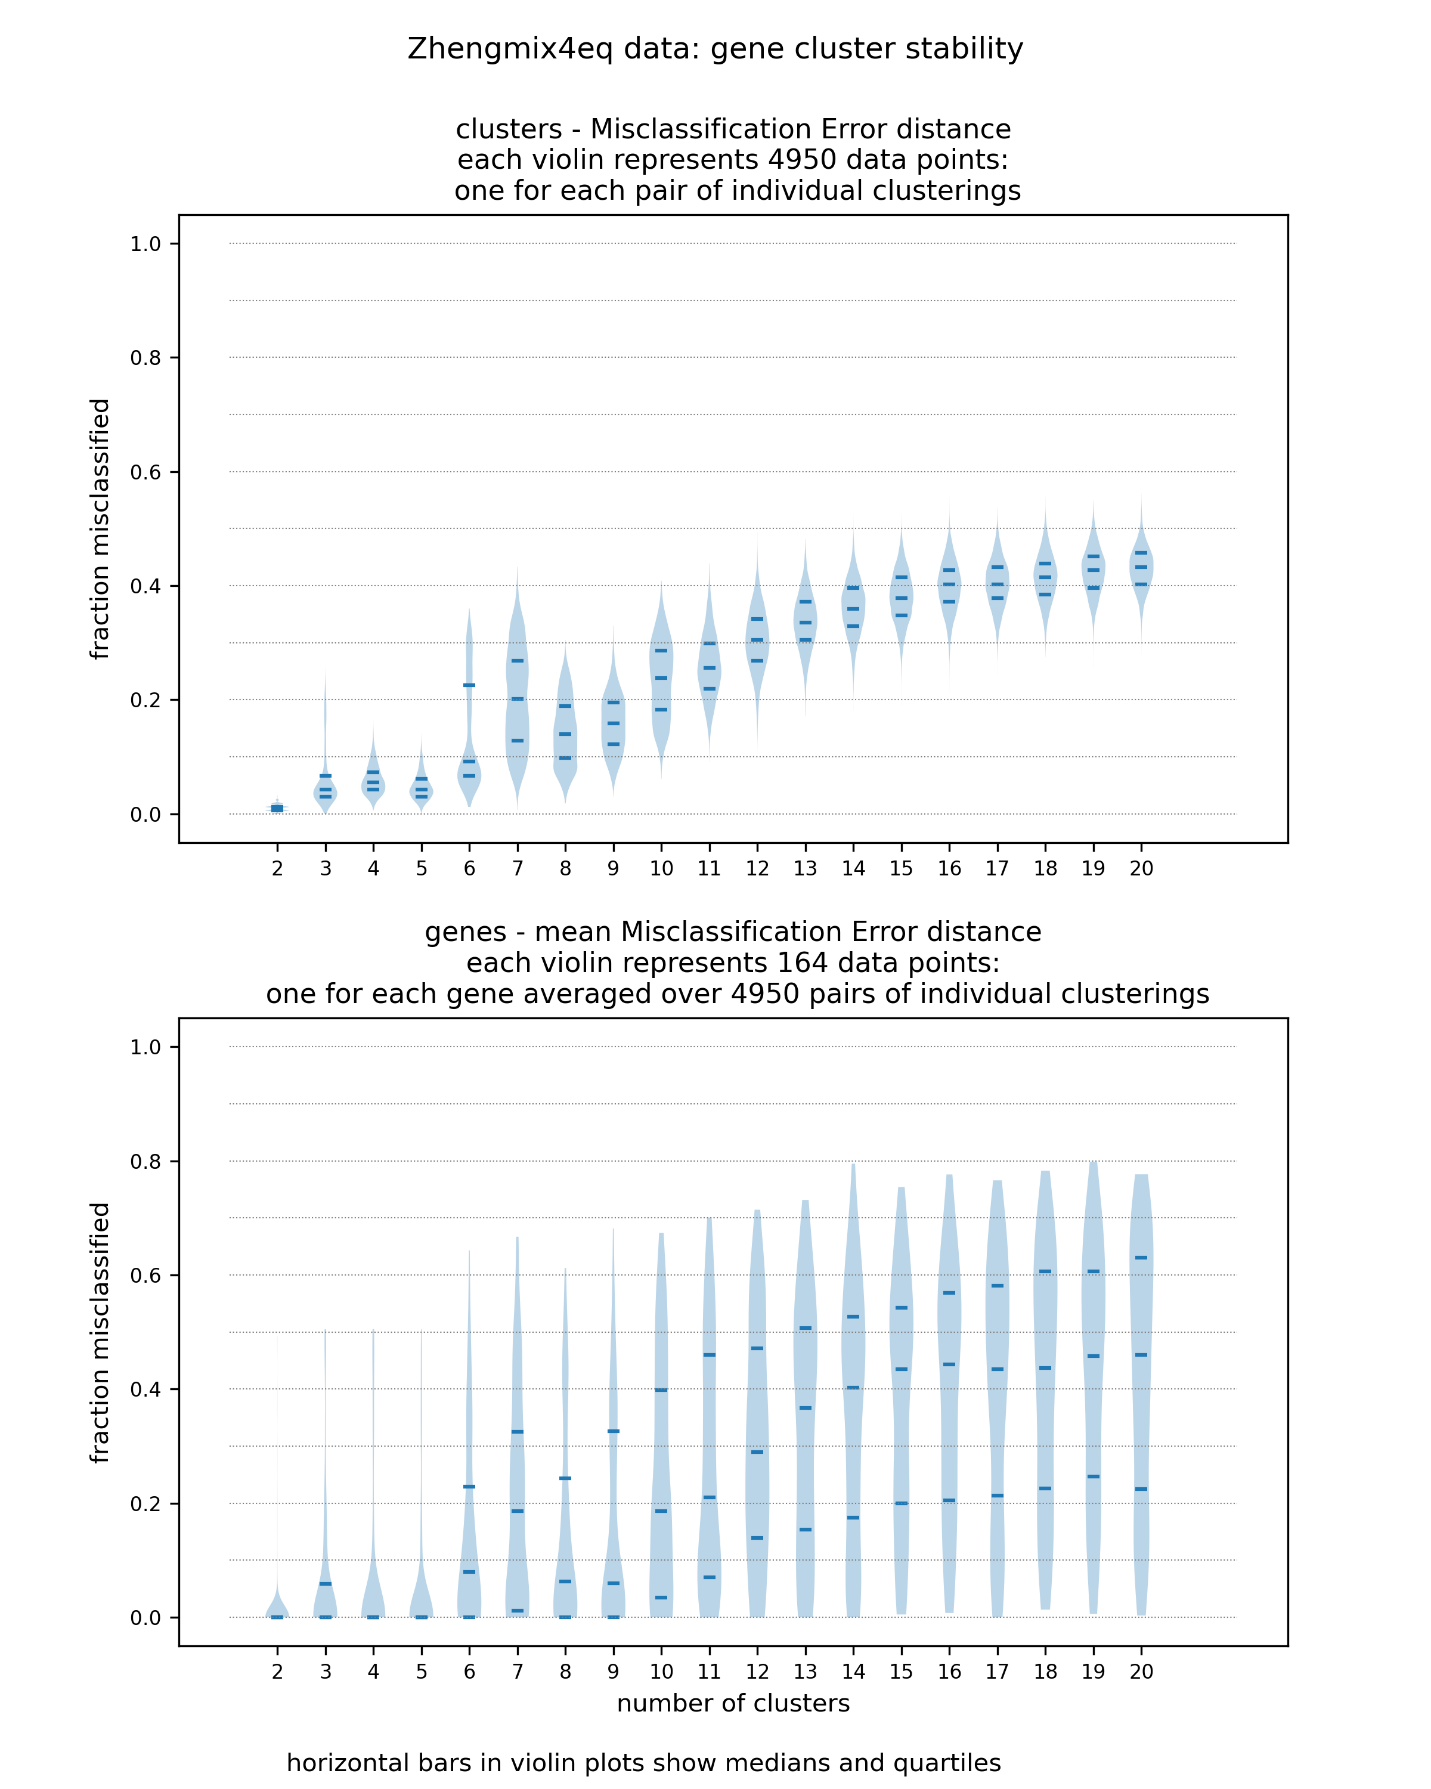 Zhengmix4eq data: gene cluster stability
clusters - Misclassification Error distance
each violin represents 4950 data points:
one for each pair of individual clusterings
1.0
0.8
0.6
0.4
0.2
0.0
fraction misclassified
2 3 4 5 6 7 8 9 10 11 12 13 14 15 16 17 18 19 20
genes - mean Misclassification Error distance
each violin represents 164 data points:
one for each gene averaged over 4950 pairs of individual clusterings
1.0
0.8
0.6
0.4
0.2
0.0
fraction misclassified
2 3 4 5 6 7 8 9 10 11 12 13 14 15 16 17 18 19 20
number of clusters
horizontal bars in violin plots show medians and quartiles